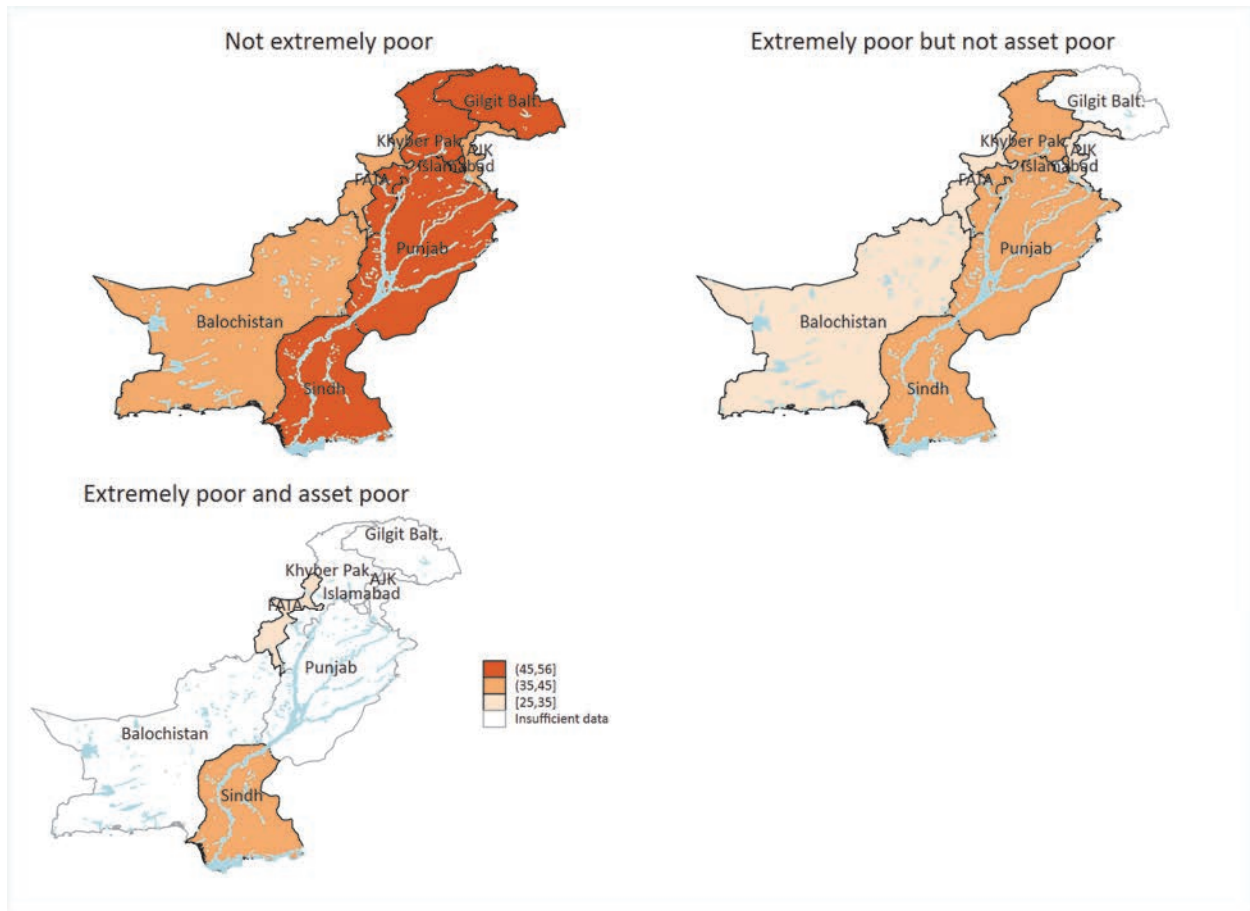 Not extremely poor
Gilgit Balt.
Khyber Pak.
AJK
Islamabad
FATA
Punjab
Balochistan
Sindh
Extremely poor but not asset poor
Gilgit Balt.
Khyber Pak.
AJK
Islamabad
FATA
Punjab
Balochistan
Sindh
Extremely poor and asset poor
Gilgit Balt.
Khyber Pak.
AJK
Islamabad
FATA
Punjab
Balochistan
Sindh
(45,56]
(35,45]
[25,35]
Insufficient data